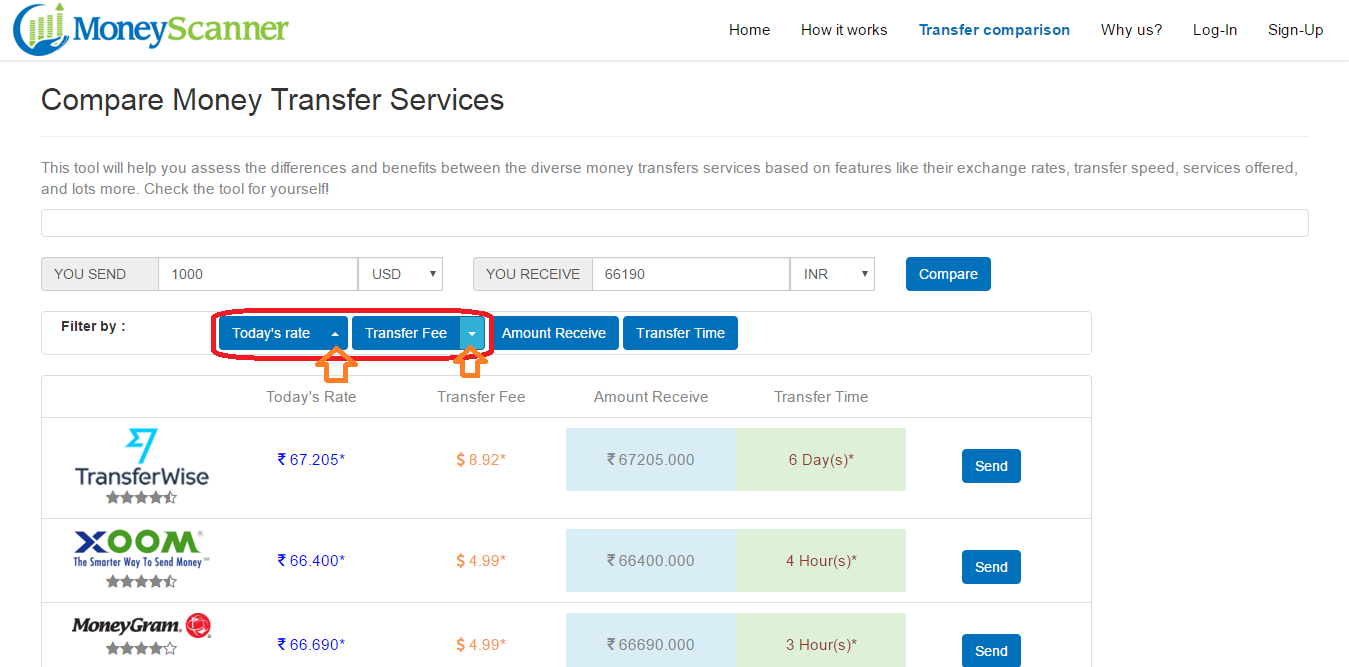 MoneyScanner
Home How it works Transfer comparison Why us? Log-In Sign-Up
Compare Money Transfer Services
This tool will help you assess the differences and benefits between the diverse money transfers services based on features like their exchange rates, transfer speed, services offered,
and lots more. Check the tool for yourself!
YOU SEND 1000 USD YOU RECEIVE 66190 INR Compare
Filter by : Today's rate Transfer Fee Amount Receive Transfer Time
Today's Rate Transfer Fee Amount Receive Transfer Time
TransferWise ₹ 67.205* $ 8.92* ₹ 67205.000 6 Day(s)* Send
XOOM®
The Smarter Way To Send Money℠ ₹ 66.400* $ 4.99* ₹ 66400.000 4 Hour(s)* Send
MoneyGram. ₹ 66.690* $ 4.99* ₹ 66690.000 3 Hour(s)* Send